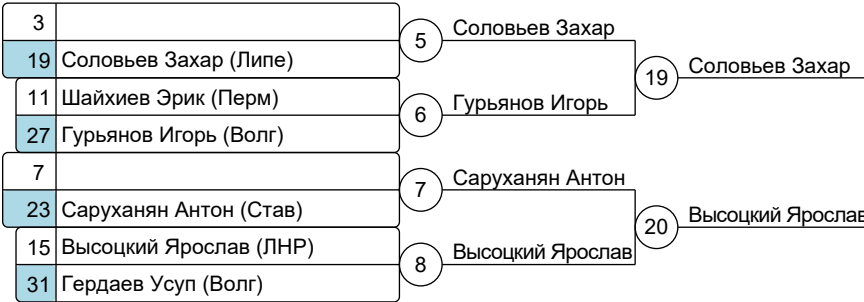 3
19 Соловьев Захар (Липе)
5 Соловьев Захар
11 Шайхиев Эрик (Перм)
27 Гурьянов Игорь (Волг)
6 Гурьянов Игорь
19 Соловьев Захар
7
23 Саруханян Антон (Став)
7 Саруханян Антон
15 Высоцкий Ярослав (ЛНР)
31 Гердаев Усуп (Волг)
8 Высоцкий Ярослав
20 Высоцкий Ярослав